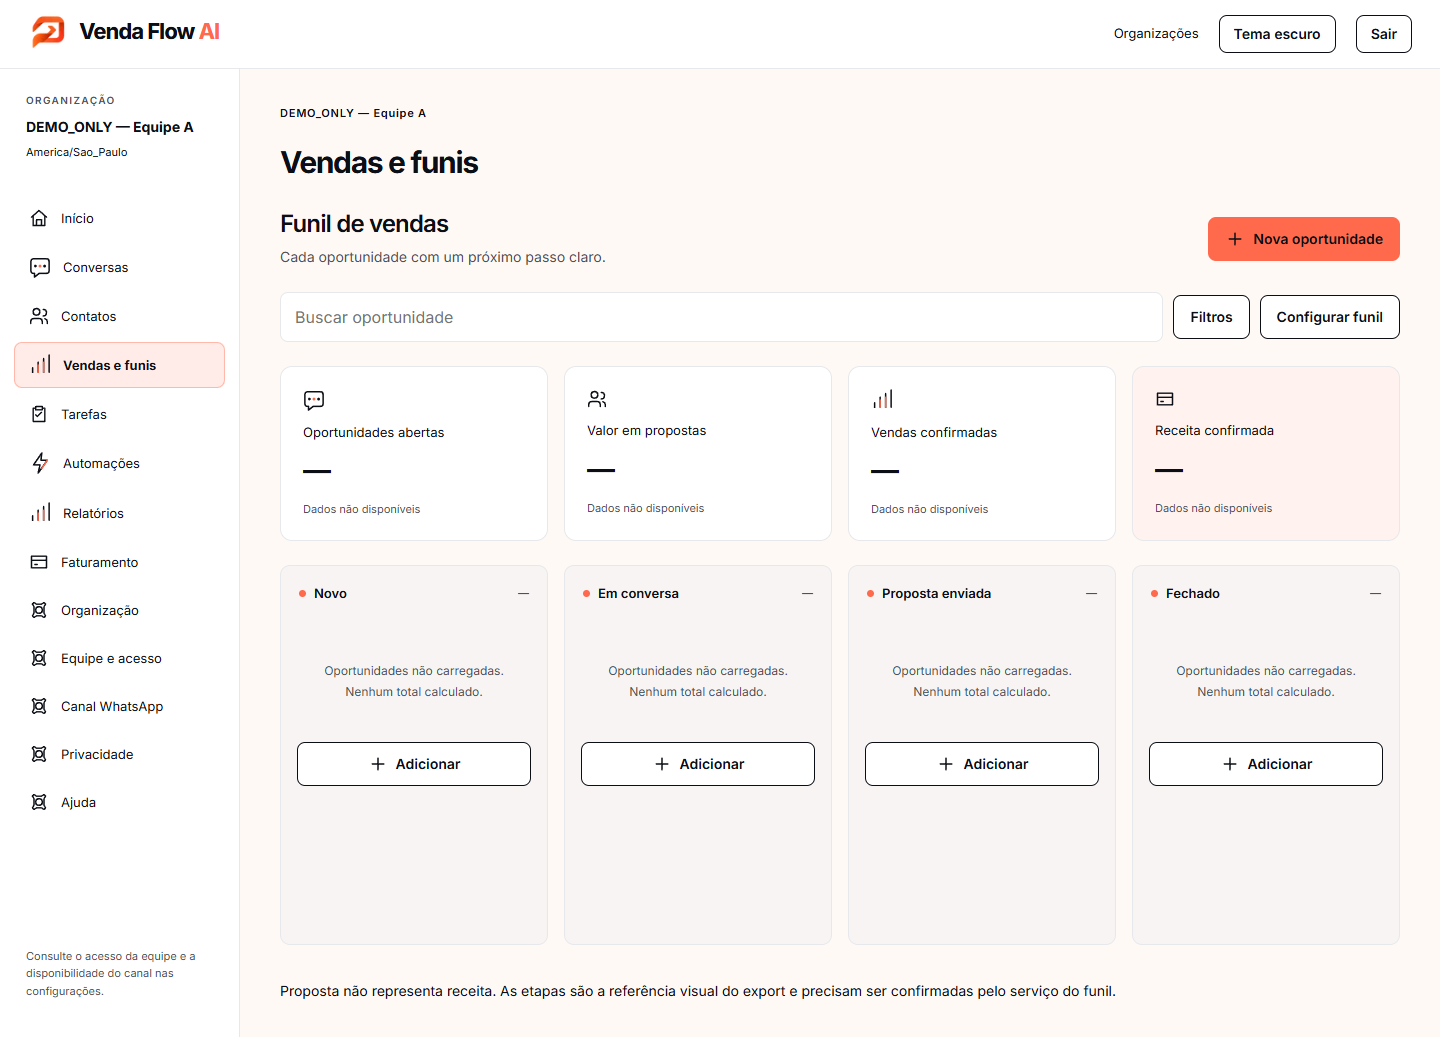 Venda Flow AI
Organizações
Tema escuro
Sair
ORGANIZAÇÃO
DEMO_ONLY — Equipe A
America/Sao_Paulo
Início
Conversas
Contatos
Vendas e funis
Tarefas
Automações
Relatórios
Faturamento
Organização
Equipe e acesso
Canal WhatsApp
Privacidade
Ajuda
Consulte o acesso da equipe e a
disponibilidade do canal nas
configurações.
DEMO_ONLY — Equipe A
Vendas e funis
Funil de vendas
Cada oportunidade com um próximo passo claro.
+ Nova oportunidade
Buscar oportunidade
Filtros
Configurar funil
Oportunidades abertas
—
Dados não disponíveis
Valor em propostas
—
Dados não disponíveis
Vendas confirmadas
—
Dados não disponíveis
Receita confirmada
—
Dados não disponíveis
Novo —
Oportunidades não carregadas.
Nenhum total calculado.
+ Adicionar
Em conversa —
Oportunidades não carregadas.
Nenhum total calculado.
+ Adicionar
Proposta enviada —
Oportunidades não carregadas.
Nenhum total calculado.
+ Adicionar
Fechado —
Oportunidades não carregadas.
Nenhum total calculado.
+ Adicionar
Proposta não representa receita. As etapas são a referência visual do export e precisam ser confirmadas pelo serviço do funil.